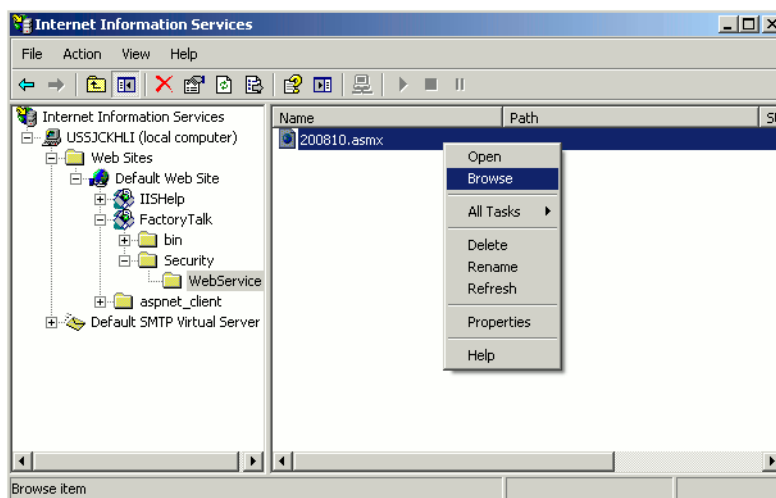 Internet Information Services
File Action View Help
Internet Information Services
USSJCKHLI (local computer)
Web Sites
Default Web Site
IISHelp
FactoryTalk
bin
Security
WebService
aspnet_client
Default SMTP Virtual Server
Name Path
200810.asmx
Open
Browse
All Tasks
Delete
Rename
Refresh
Properties
Help
Browse item